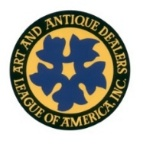 ART AND ANTIQUE DEALERS
LEAGUE OF AMERICA, INC.